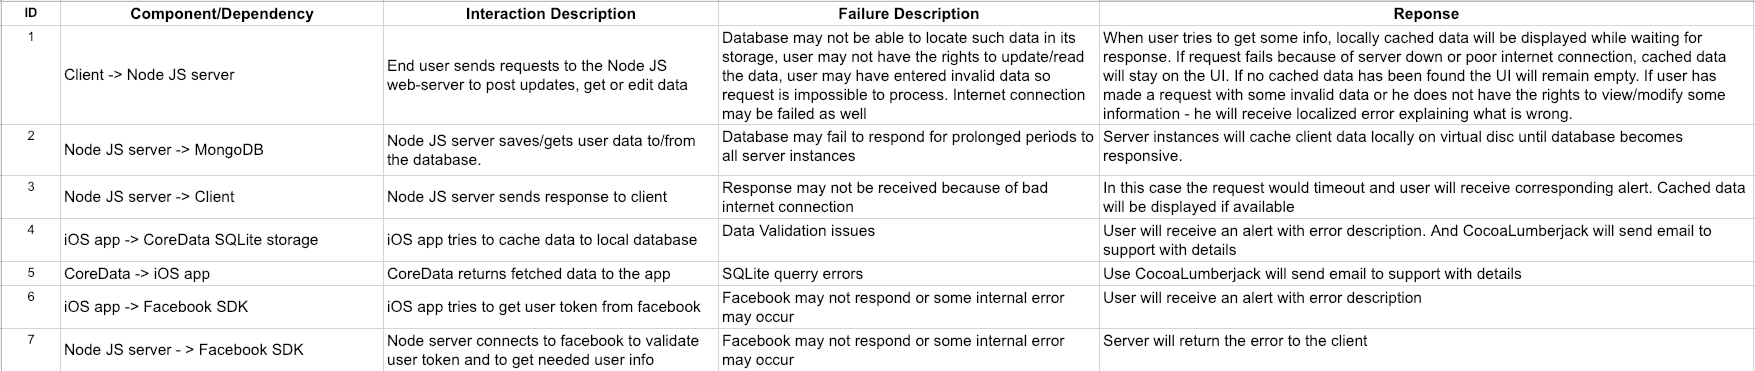 ID Component/Dependency Interaction Description Failure Description Reponse
1
Client -> Node JS server
End user sends requests to the Node JS
web-server to post updates, get or edit data
Database may not be able to locate such data in its
storage, user may not have the rights to update/read
the data, user may have entered invalid data so
request is impossible to process. Internet connection
may be failed as well
When user tries to get some info, locally cached data will be displayed while waiting for
response. If request fails because of server down or poor internet connection, cached data
will stay on the UI. If no cached data has been found the UI will remain empty. If user has
made a request with some invalid data or he does not have the rights to view/modify some
information - he will receive localized error explaining what is wrong.
2
Node JS server -> MongoDB
Node JS server saves/gets user data to/from
the database.
Database may fail to respond for prolonged periods to
all server instances
Server instances will cache client data locally on virtual disc until database becomes
responsive.
3
Node JS server -> Client
Node JS server sends response to client
Response may not be received because of bad
internet connection
In this case the request would timeout and user will receive corresponding alert. Cached data
will be displayed if available
4
iOS app -> CoreData SQLite storage
iOS app tries to cache data to local database
Data Validation issues
User will receive an alert with error description. And CocoaLumberjack will send email to
support with details
5
CoreData -> iOS app
CoreData returns fetched data to the app
SQLite querry errors
Use CocoaLumberjack will send email to support with details
6
iOS app -> Facebook SDK
iOS app tries to get user token from facebook
Facebook may not respond or some internal error
may occur
User will receive an alert with error description
7
Node JS server - > Facebook SDK
Node server connects to facebook to validate
user token and to get needed user info
Facebook may not respond or some internal error
may occur
Server will return the error to the client